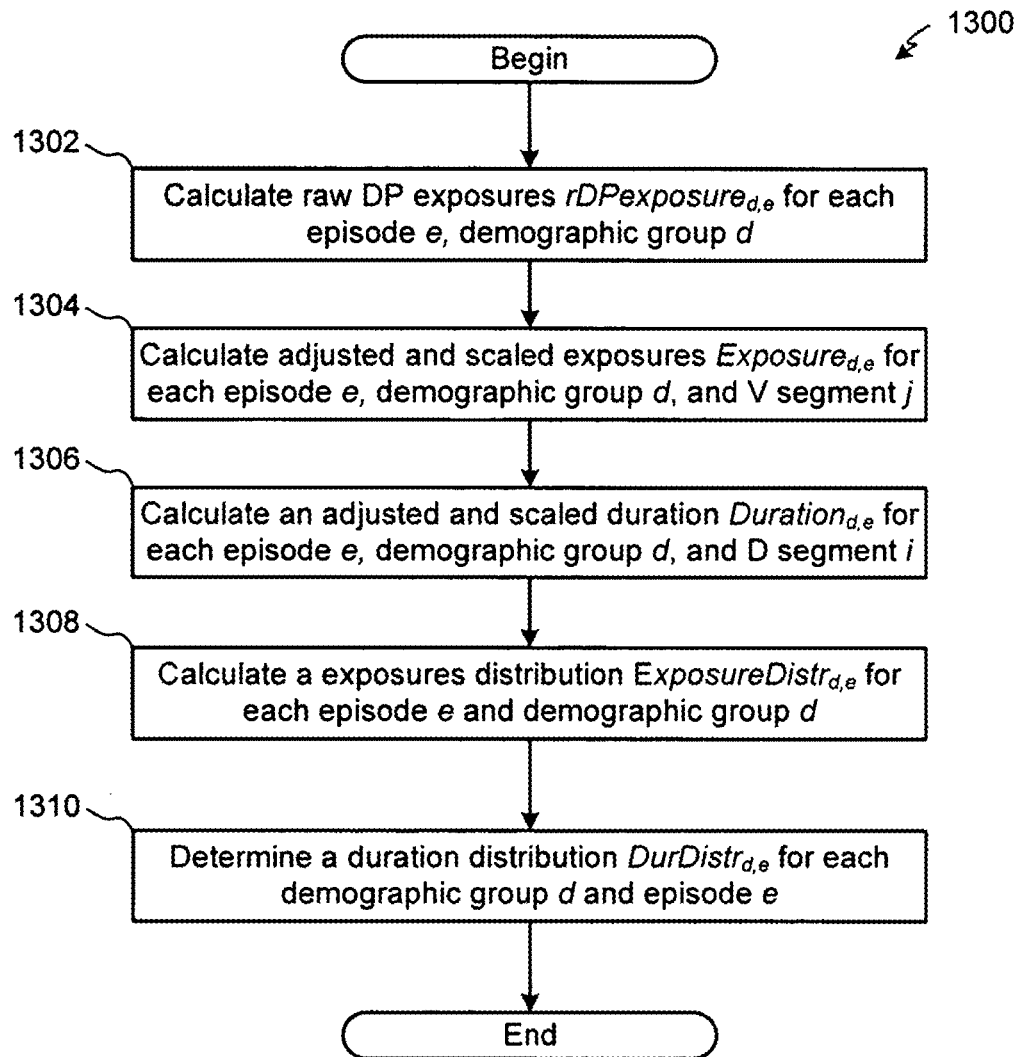 1300
Begin
1302
Calculate raw DP exposures rDPexposured,e for each
episode e, demographic group d
1304
Calculate adjusted and scaled exposures Exposured,e for
each episode e, demographic group d, and V segment j
1306
Calculate an adjusted and scaled duration Durationd,e for
each episode e, demographic group d, and D segment i
1308
Calculate a exposures distribution ExposureDistrd,e for
each episode e and demographic group d
1310
Determine a duration distribution DurDistrd,e for each
demographic group d and episode e
End